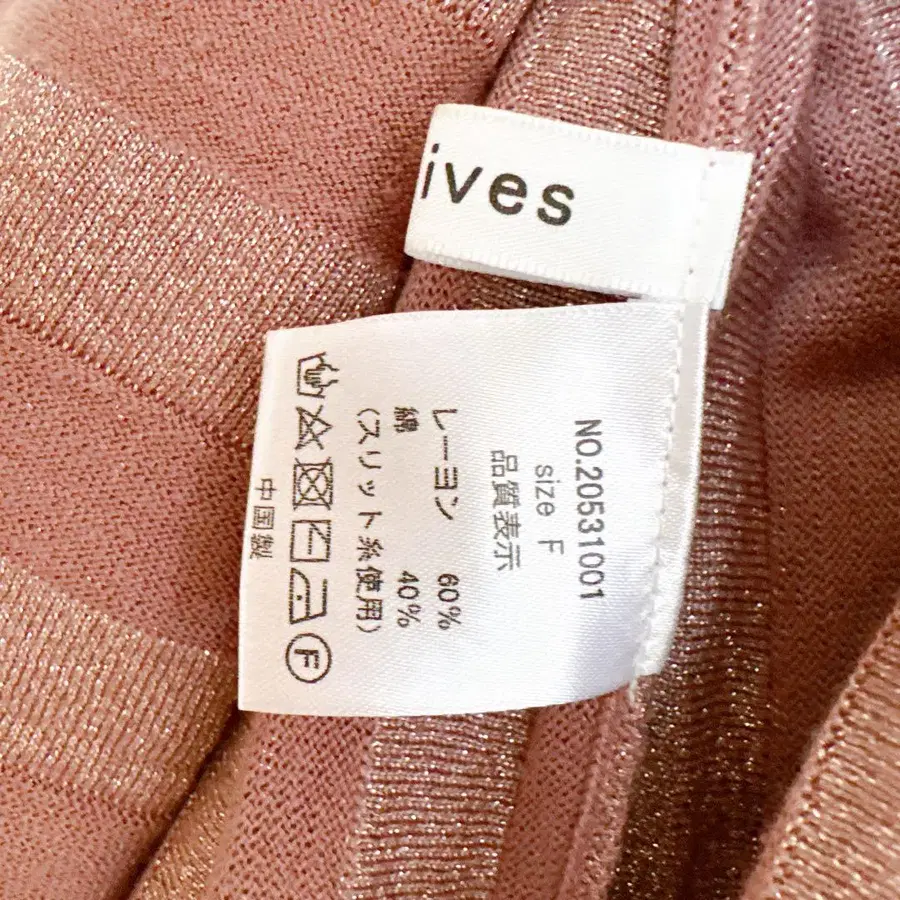 ives
NO.20531001
size F
品質表示
レーヨン 60%
綿 40%
(スリット糸使用)
F
中国製